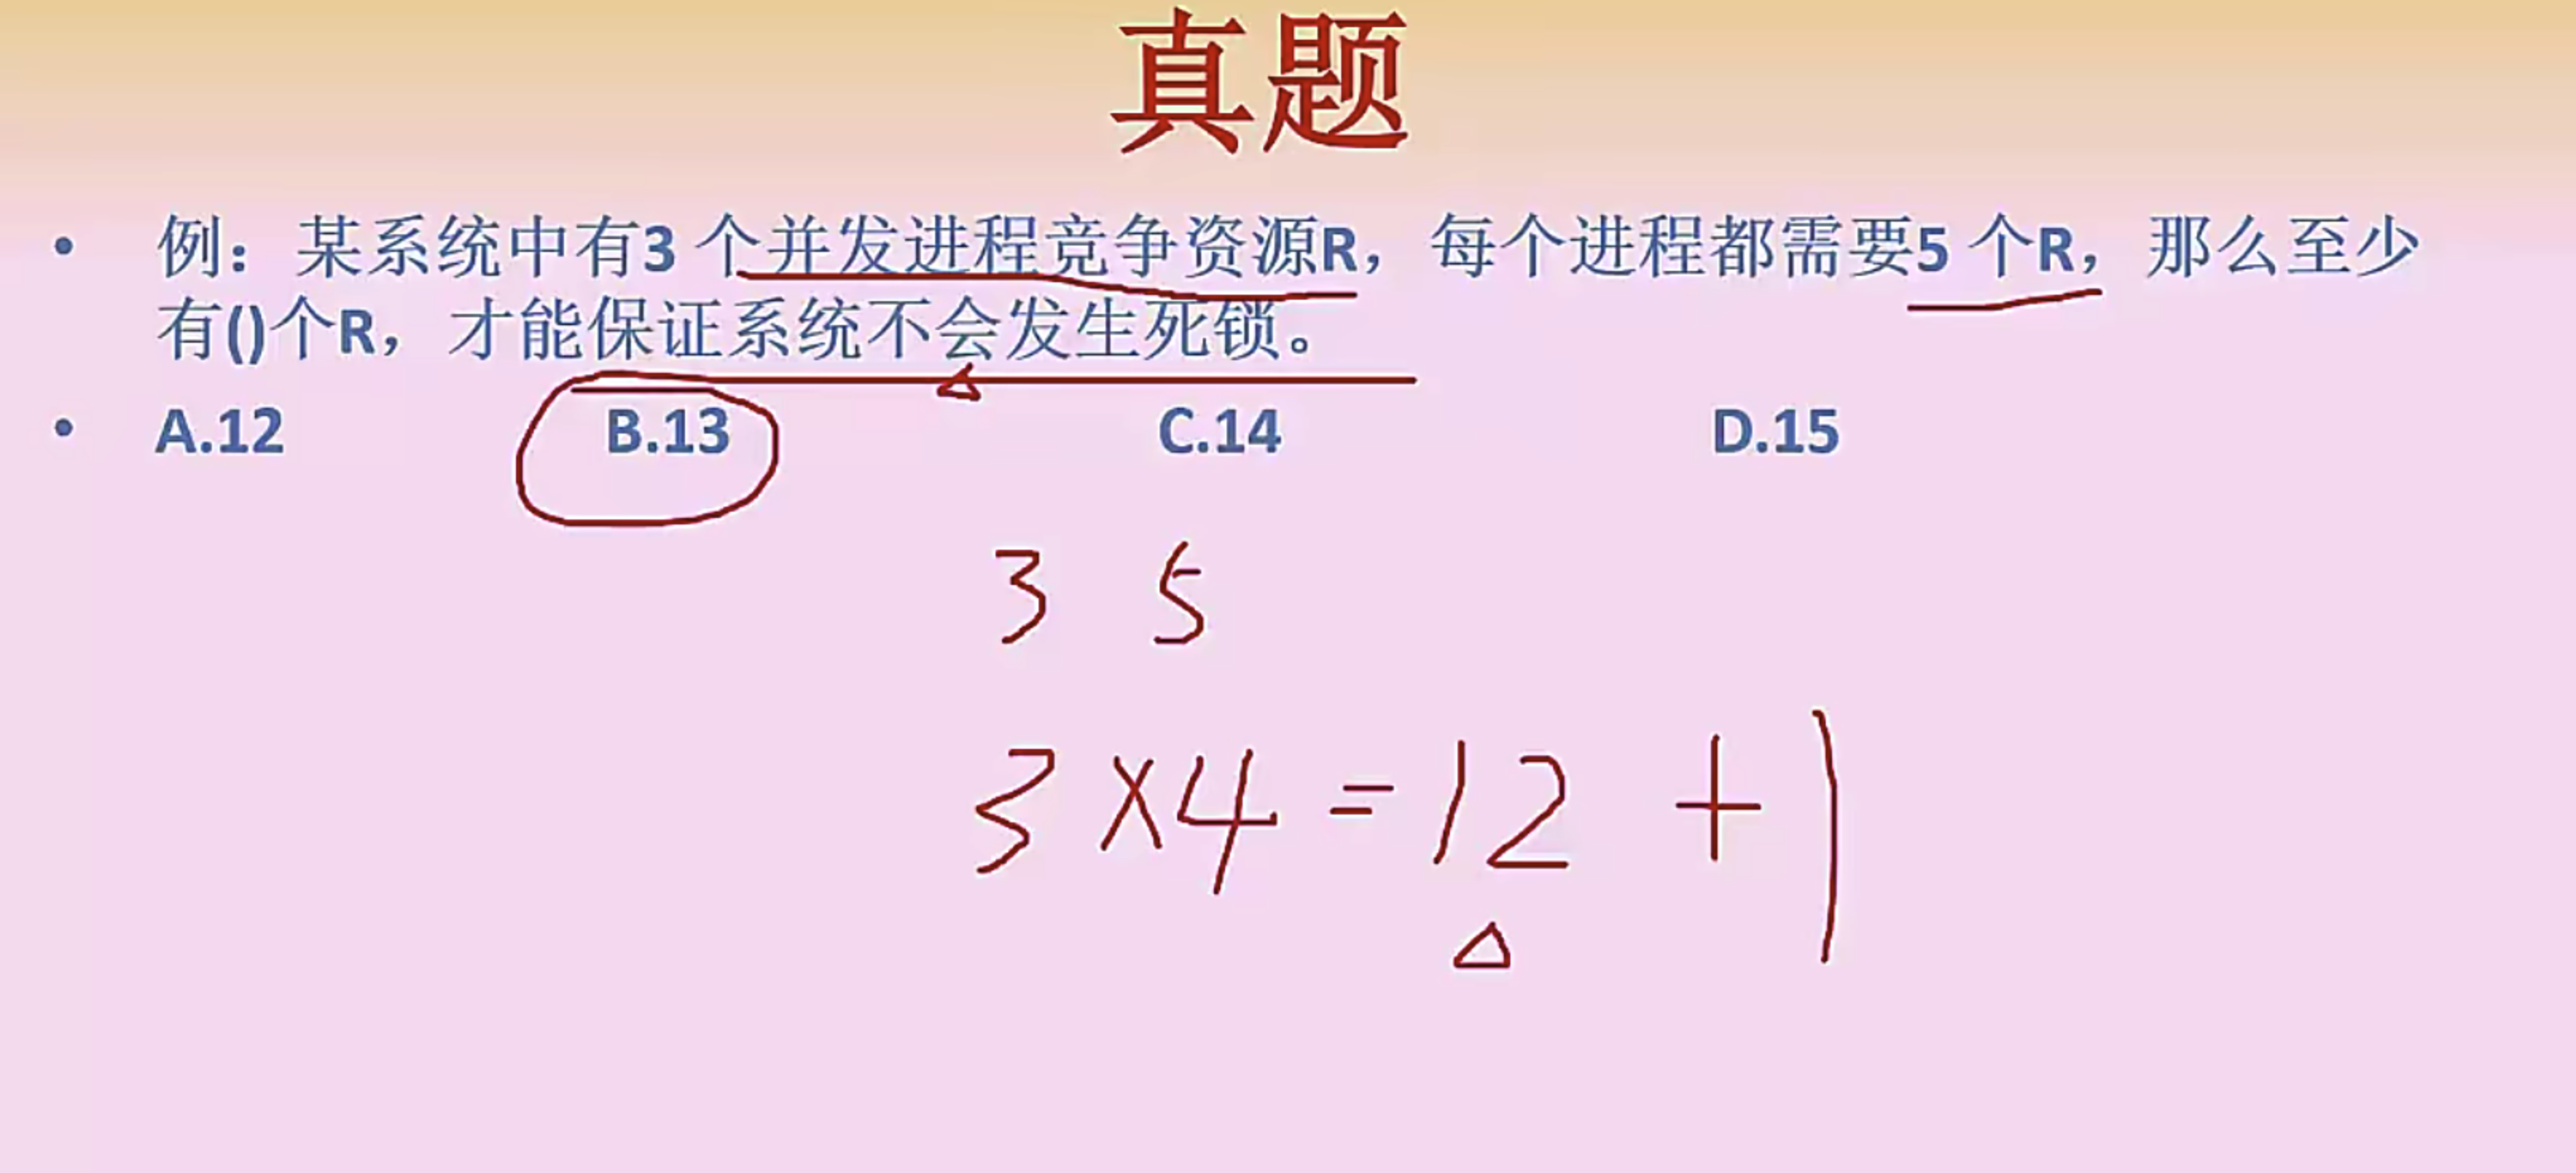 真题
• 例：某系统中有3 个并发进程竞争资源R，每个进程都需要5 个R，那么至少
有()个R，才能保证系统不会发生死锁。
• A.12 B.13 C.14 D.15
3 5
3×4=12+1